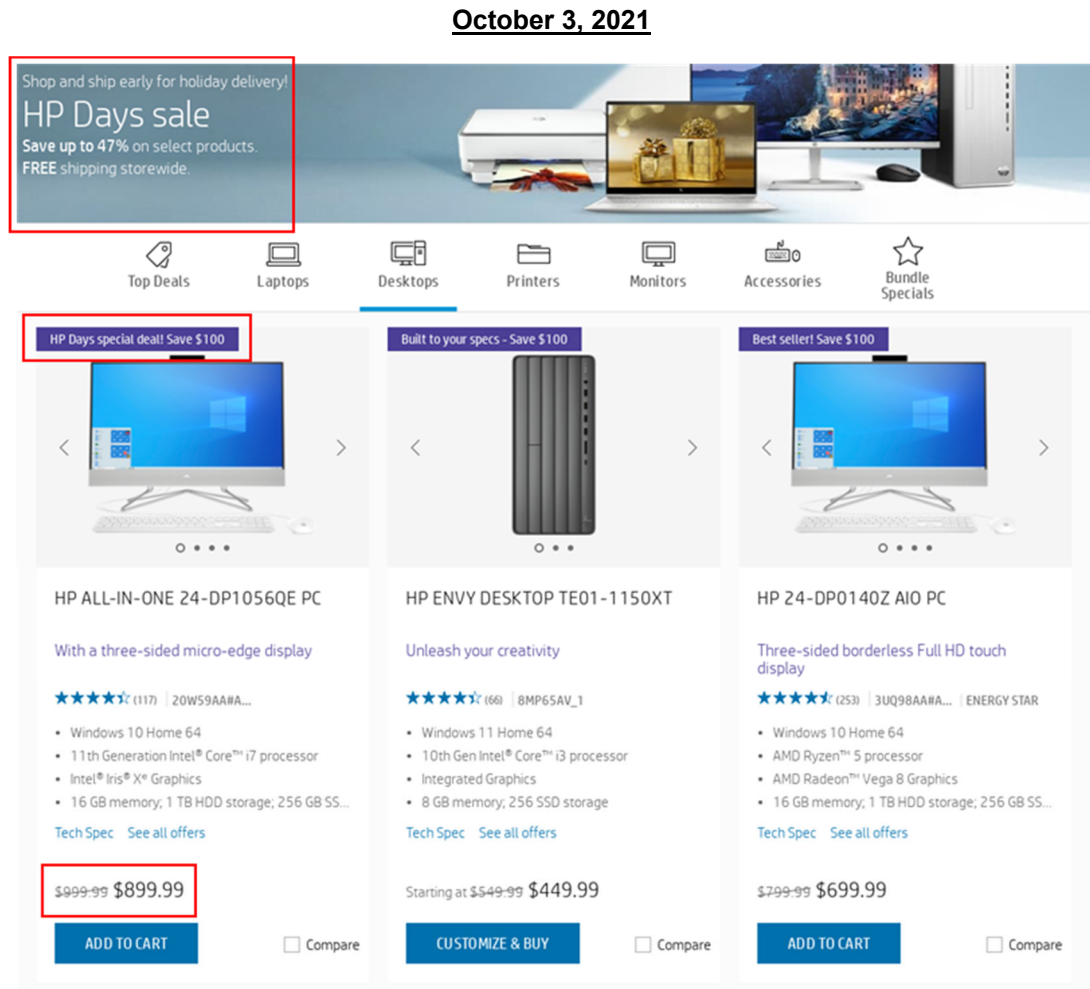 October 3, 2021
Shop and ship early for holiday delivery!
HP Days sale
Save up to 47% on select products.
FREE shipping storewide.
Top Deals
Laptops
Desktops
Printers
Monitors
Accessories
Bundle
Specials
HP Days special deal! Save $100
HP ALL-IN-ONE 24-DP1056QE PC
With a three-sided micro-edge display
(117) 20W59AA#A...
• Windows 10 Home 64
• 11th Generation Intel® Core™ i7 processor
• Intel® Iris® Xᵉ Graphics
• 16 GB memory; 1 TB HDD storage; 256 GB SS...
Tech Spec See all offers
$999.99 $899.99
ADD TO CART Compare
Built to your specs - Save $100
HP ENVY DESKTOP TE01-1150XT
Unleash your creativity
(66) 8MP65AV_1
• Windows 11 Home 64
• 10th Gen Intel® Core™ i3 processor
• Integrated Graphics
• 8 GB memory; 256 SSD storage
Tech Spec See all offers
Starting at $549.99 $449.99
CUSTOMIZE & BUY Compare
Best seller! Save $100
HP 24-DP0140Z AIO PC
Three-sided borderless Full HD touch
display
(253) 3UQ98AA#A... ENERGY STAR
• Windows 10 Home 64
• AMD Ryzen™ 5 processor
• AMD Radeon™ Vega 8 Graphics
• 16 GB memory; 1 TB HDD storage; 256 GB SS...
Tech Spec See all offers
$799.99 $699.99
ADD TO CART Compare